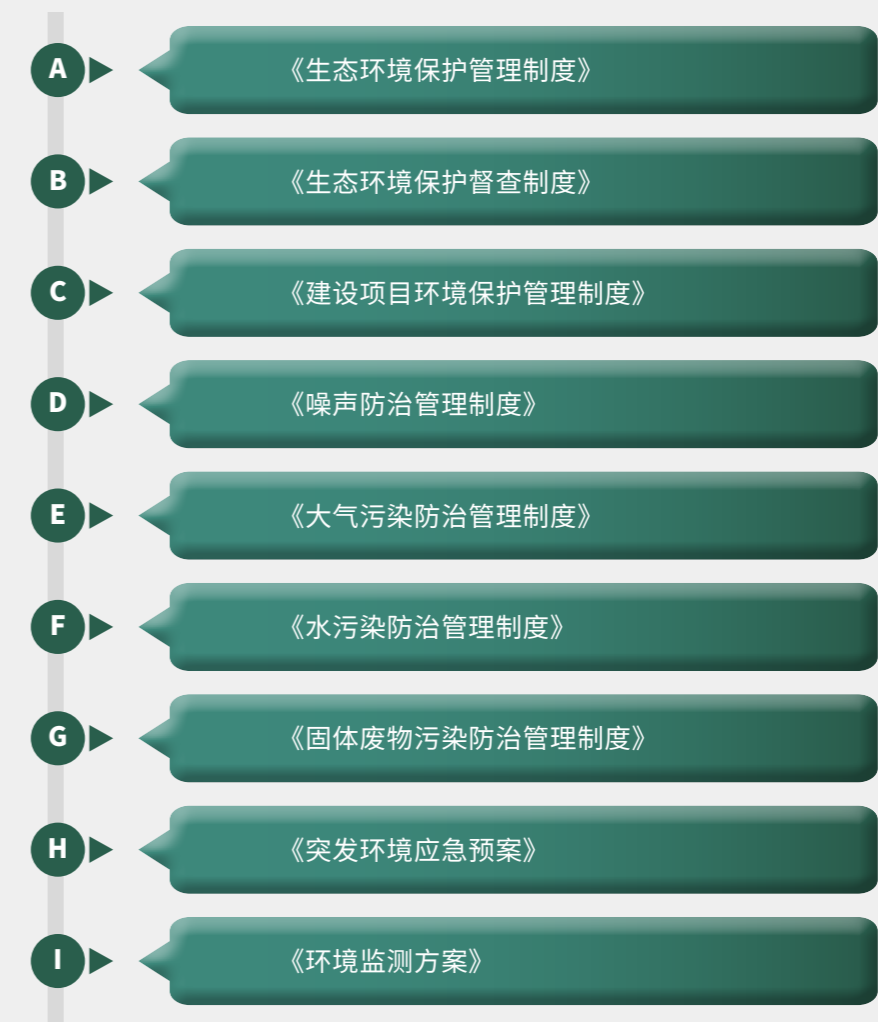 A 《生态环境保护管理制度》
B 《生态环境保护督查制度》
C 《建设项目环境保护管理制度》
D 《噪声防治管理制度》
E 《大气污染防治管理制度》
F 《水污染防治管理制度》
G 《固体废物污染防治管理制度》
H 《突发环境应急预案》
I 《环境监测方案》